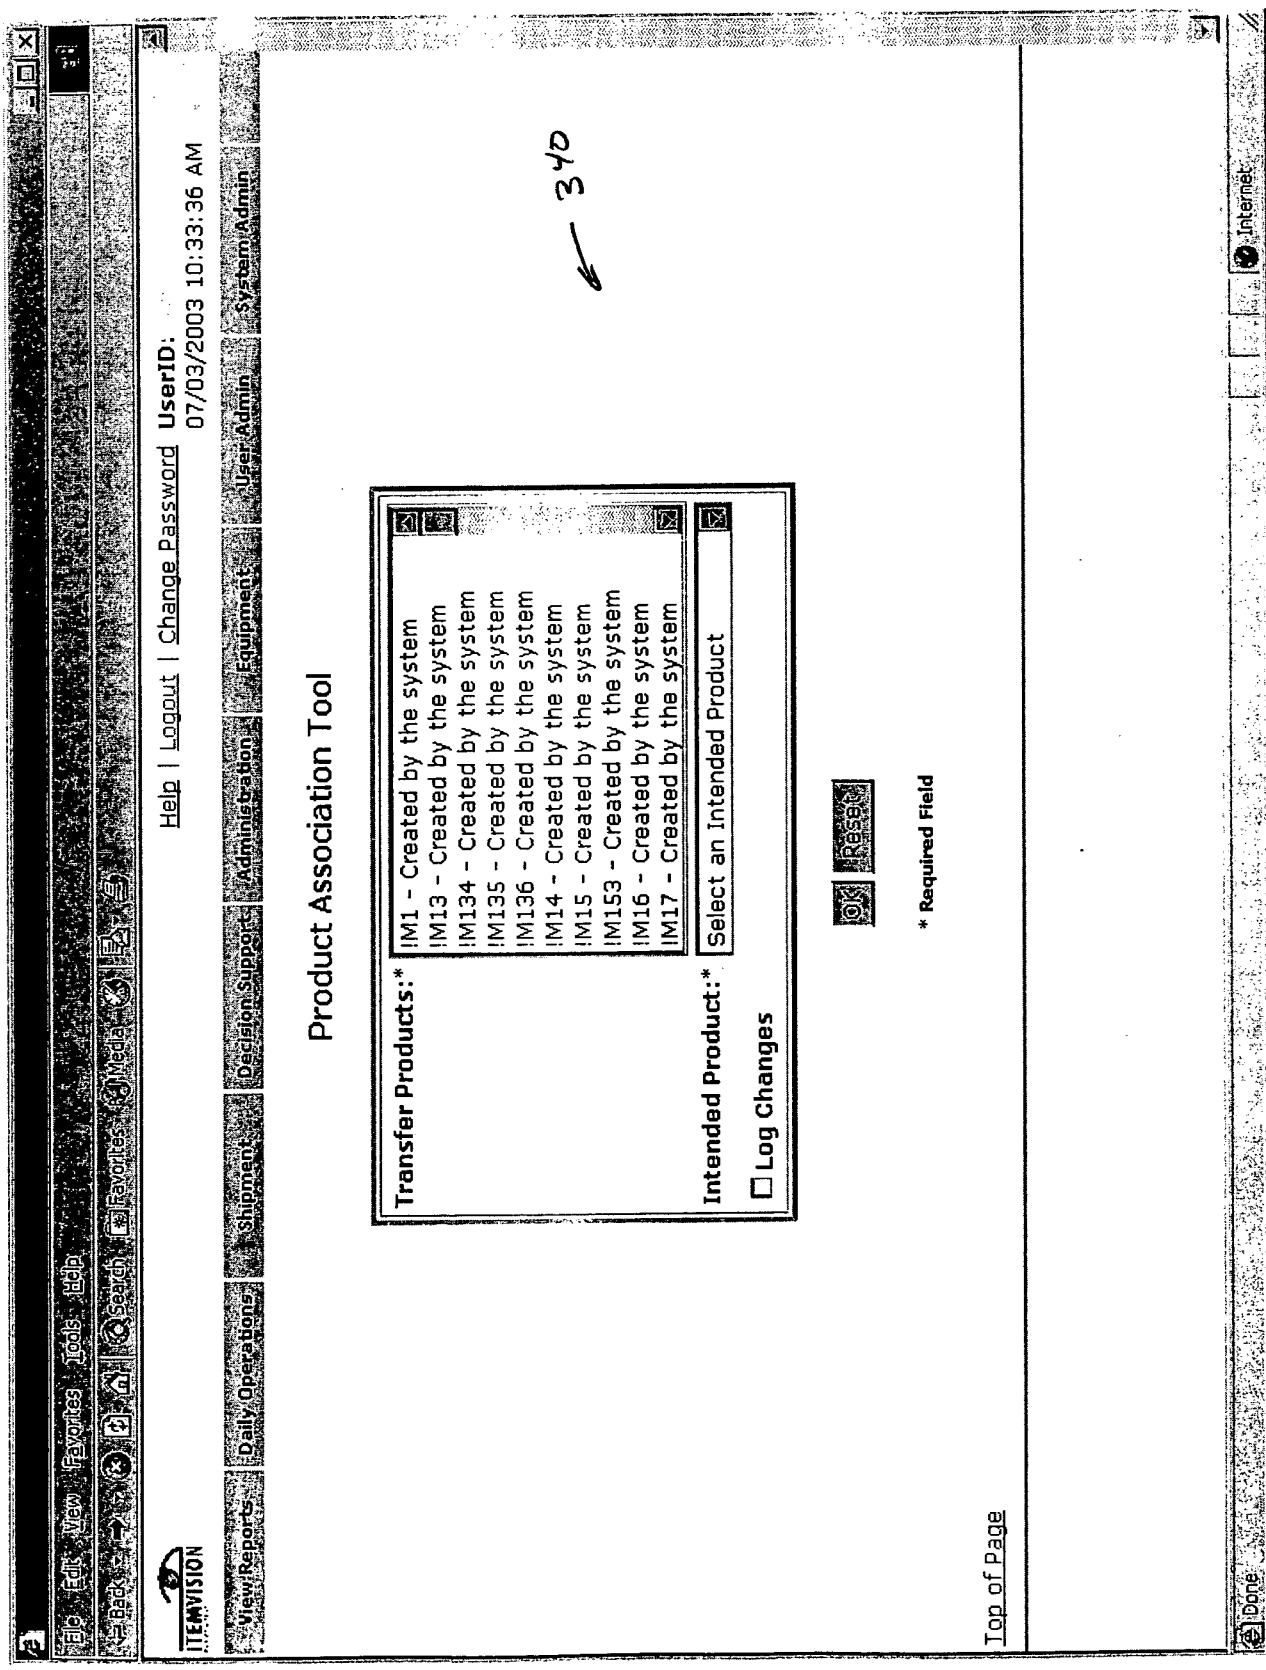 File Edit View Favorites Tools Help
Back Search Favorites Media
ITEMVISION
Help | Logout | Change Password UserID:
07/03/2003 10:33:36 AM
View Reports Daily Operations Shipment Decision Support Administration Equipment User Admin System Admin
Product Association Tool
Transfer Products:*
!M1 - Created by the system
!M13 - Created by the system
!M134 - Created by the system
!M135 - Created by the system
!M136 - Created by the system
!M14 - Created by the system
!M15 - Created by the system
!M153 - Created by the system
!M16 - Created by the system
!M17 - Created by the system
Intended Product:* Select an Intended Product
Log Changes
340
OK Reset
* Required Field
Top of Page
Done Internet